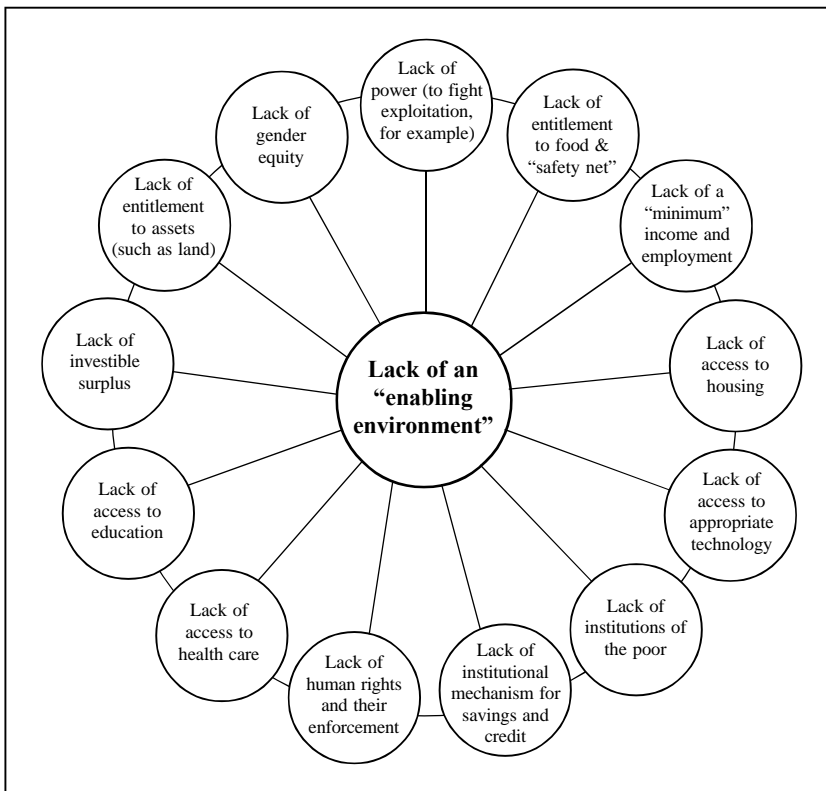 Lack of
power (to fight
exploitation,
for example)
Lack of
entitlement
to food &
“safety net”
Lack of a
“minimum”
income and
employment
Lack of
access to
housing
Lack of
access to
appropriate
technology
Lack of
institutions of
the poor
Lack of
institutional
mechanism for
savings and
credit
Lack of
human rights
and their
enforcement
Lack of
access to
health care
Lack of
access to
education
Lack of
investible
surplus
Lack of
entitlement
to assets
(such as land)
Lack of
gender
equity
Lack of an
“enabling
environment”